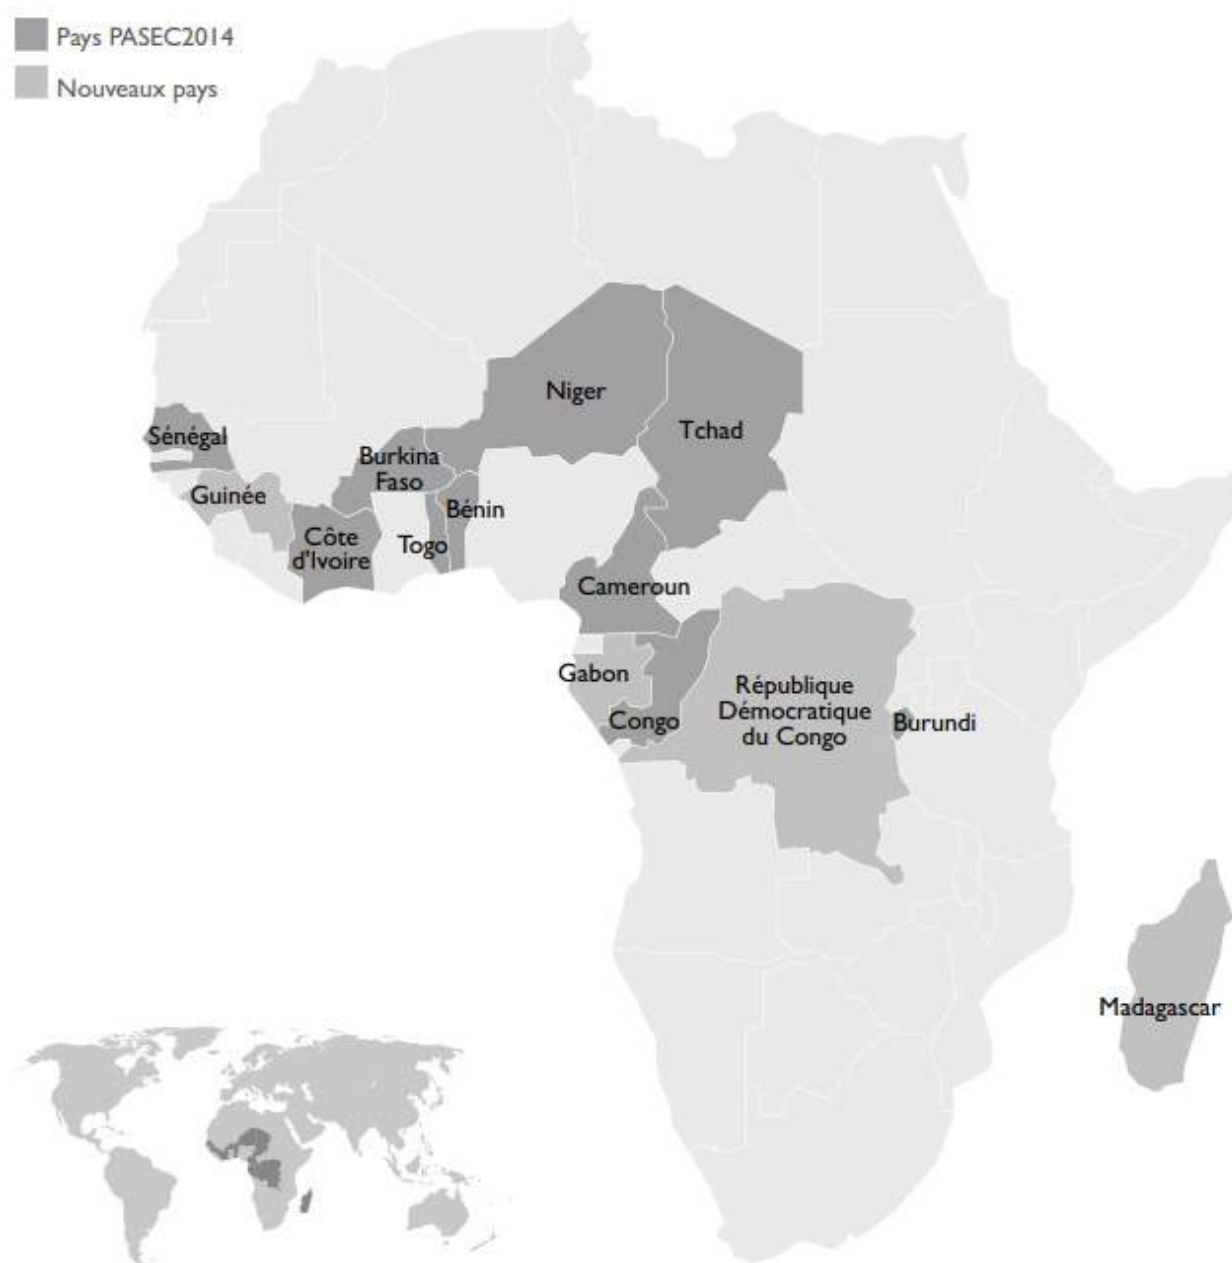 Pays PASEC2014
Nouveaux pays
Niger
Tchad
Sénégal
Burkina
Faso
Guinée
Bénin
Côte
d'Ivoire
Togo
Cameroun
Gabon
République
Démocratique
du Congo
Congo
Burundi
Madagascar